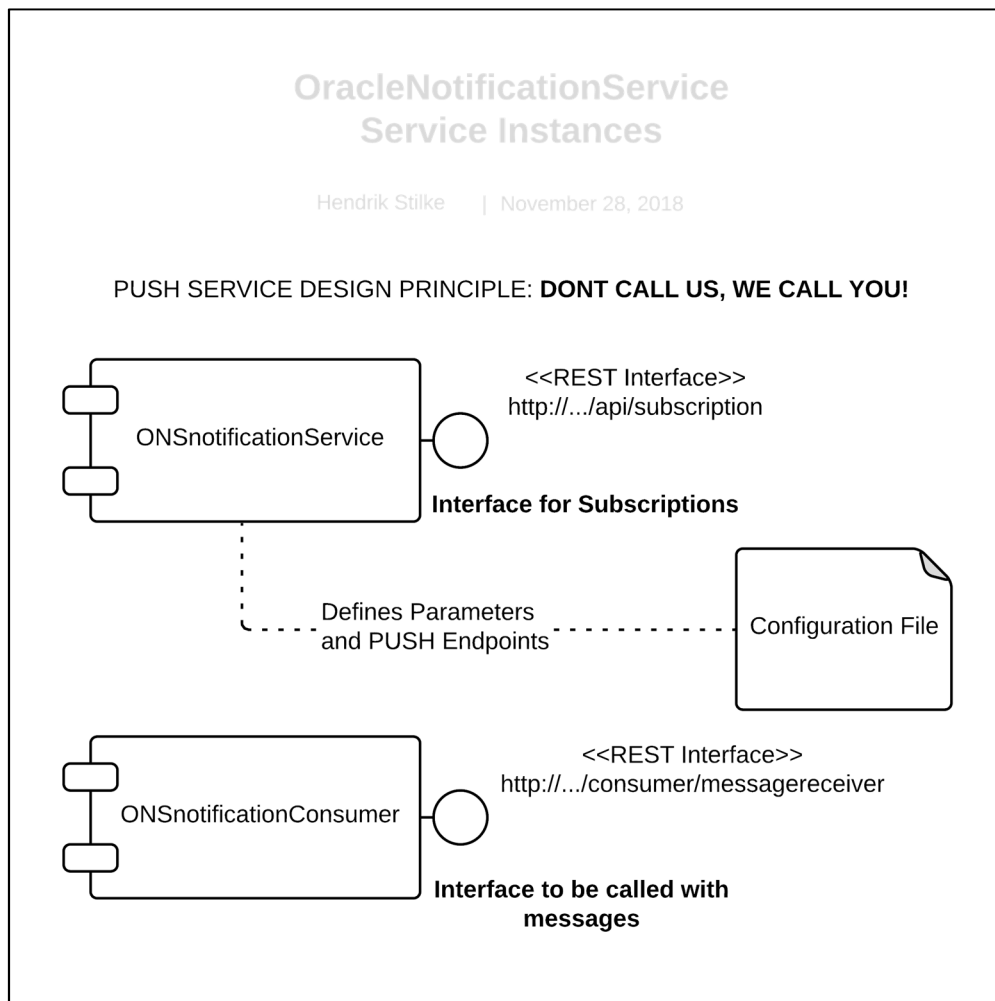 OracleNotificationService
Service Instances
Hendrik Stilke | November 28, 2018
PUSH SERVICE DESIGN PRINCIPLE: DONT CALL US, WE CALL YOU!
<<REST Interface>>
http://.../api/subscription
ONSnotificationService
Interface for Subscriptions
Defines Parameters
and PUSH Endpoints
Configuration File
<<REST Interface>>
http://.../consumer/messagereceiver
ONSnotificationConsumer
Interface to be called with
messages